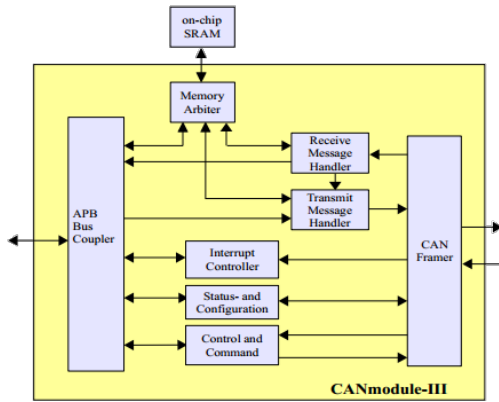 on-chip
SRAM
Memory
Arbiter
Receive
Message
Handler
Transmit
Message
Handler
APB
Bus
Coupler
CAN
Framer
Interrupt
Controller
Status- and
Configuration
Control and
Command
CANmodule-III